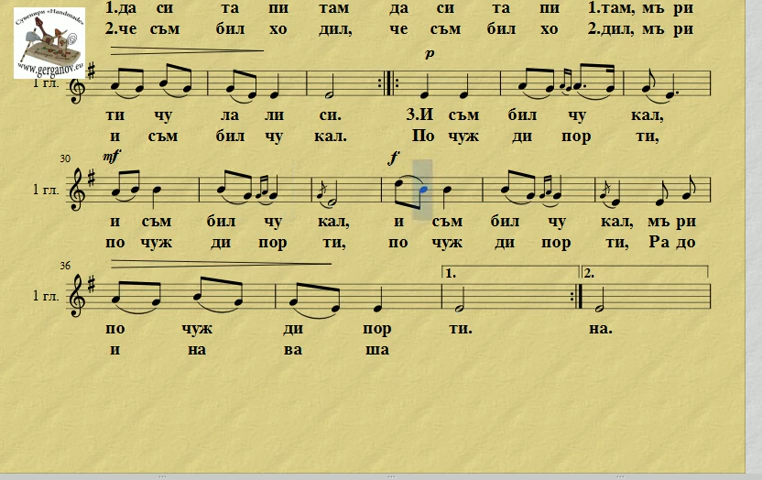 1.да си та пи там да си та пи 1.там, мъ ри
2.че съм бил хо дил, че съм бил хо 2.дил, мъ ри
Сувенири «Handmade»
www.gerganov.eu
p
1 гл.
ти чу ла ли си. 3.И съм бил чу кал,
и съм бил чу кал. По чуж ди пор ти,
30 mf f
1 гл.
и съм бил чу кал, и съм бил чу кал, мъ ри
по чуж ди пор ти, по чуж ди пор ти, Ра до
36 1. 2.
1 гл.
по чуж ди пор ти. на.
и на ва ша